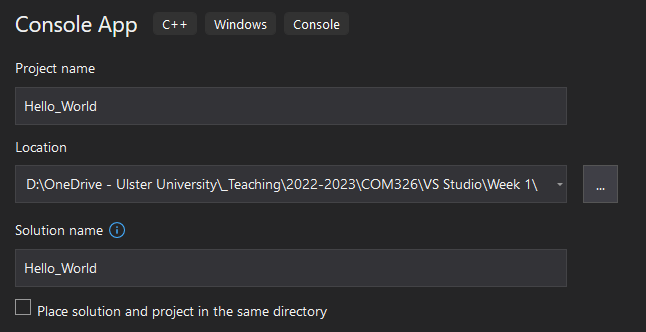 Console App C++ Windows Console
Project name
Hello_World
Location
D:\OneDrive - Ulster University\_Teaching\2022-2023\COM326\VS Studio\Week 1\ ...
Solution name
Hello_World
Place solution and project in the same directory